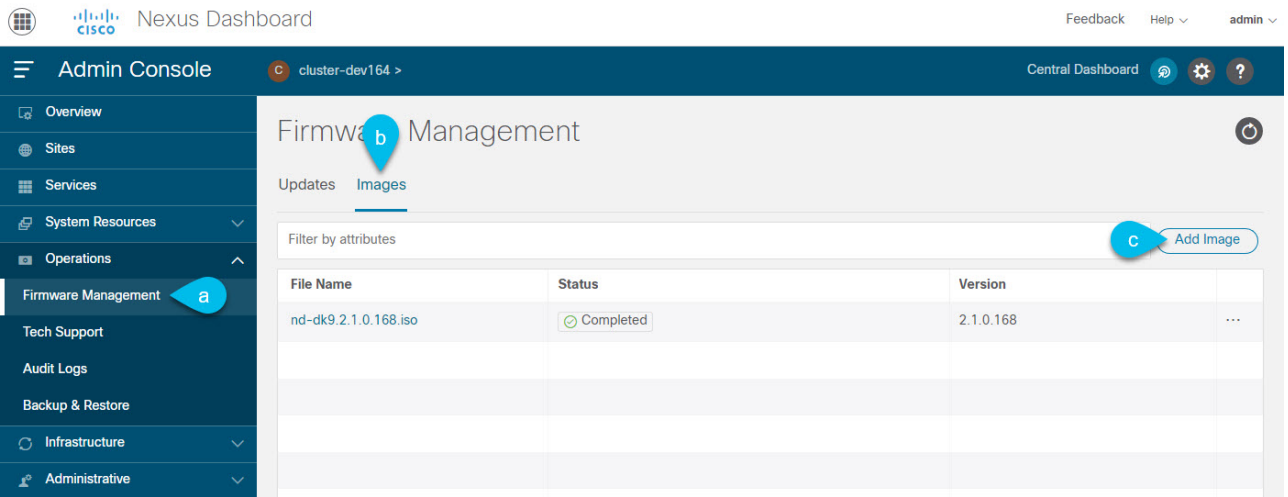 CISCO Nexus Dashboard Feedback Help admin
Admin Console C cluster-dev164 > Central Dashboard ?
Overview
Sites
Services
System Resources
Operations
Firmware Management a
Tech Support
Audit Logs
Backup & Restore
Infrastructure
Administrative
Firmwa Management
b
Updates Images
Filter by attributes c Add Image
File Name Status Version
nd-dk9.2.1.0.168.iso Completed 2.1.0.168 ...